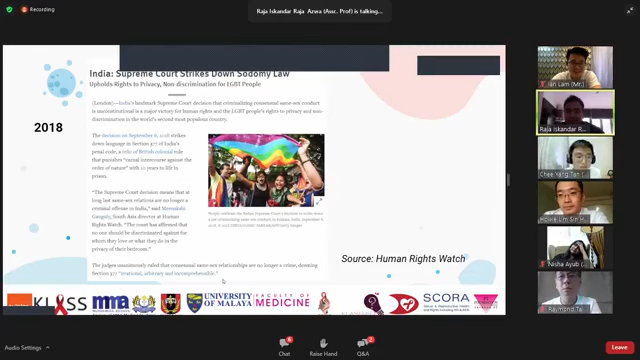 Recording
Raja Iskandar Raja Azwa (Assc. Prof) is talking...
India: Supreme Court Strikes Down Sodomy Law
Upholds Rights to Privacy, Non-discrimination for LGBT People
2018
(London)—India's landmark Supreme Court decision that criminalizing consensual same-sex conduct
is unconstitutional is a major victory for human rights and the LGBT people's rights to privacy and non-
discrimination in the world's second most populous country.
The decision on September 6, 2018 strikes
down language in Section 377 of India's
penal code, a relic of British colonial rule
that punishes "carnal intercourse against the
order of nature" with 10 years to life in
prison.
"The Supreme Court decision means that at
long last same-sex relations are no longer a
criminal offense in India," said Meenakshi
Ganguly, South Asia director at Human
Rights Watch. "The court has affirmed that
no one should be discriminated against for
whom they love or what they do in the
privacy of their bedroom."
The judges unanimously ruled that consensual same-sex relationships are no longer a crime, deeming
Section 377 "irrational, arbitrary and incomprehensible."
Source: Human Rights Watch
KLASS
mma
UNIVERSITY
OF MALAYA
FACULTY OF
MEDICINE
SCORA
Ian Lam (Mr.)
Raja Iskandar R...
Chee Yang Tan
Howie Lim Sin H
Nisha Ayub
Raymond Tai
Audio Settings
6
Chat
Raise Hand
2
Q&A
Leave